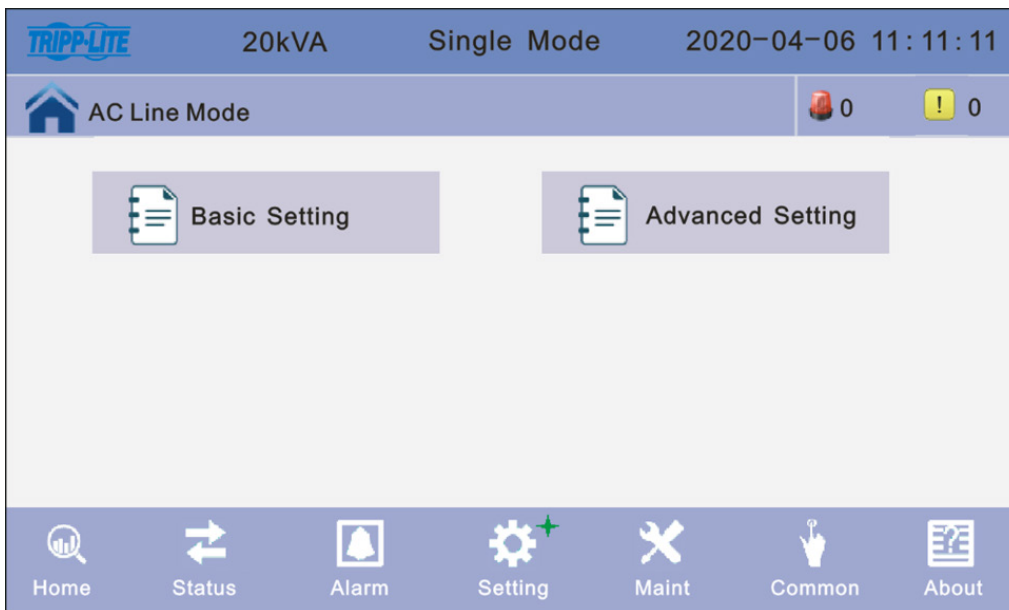 TRIPP·LITE 20kVA Single Mode 2020-04-06 11:11:11
AC Line Mode 0 ! 0
Basic Setting Advanced Setting
Home Status Alarm Setting Maint Common About